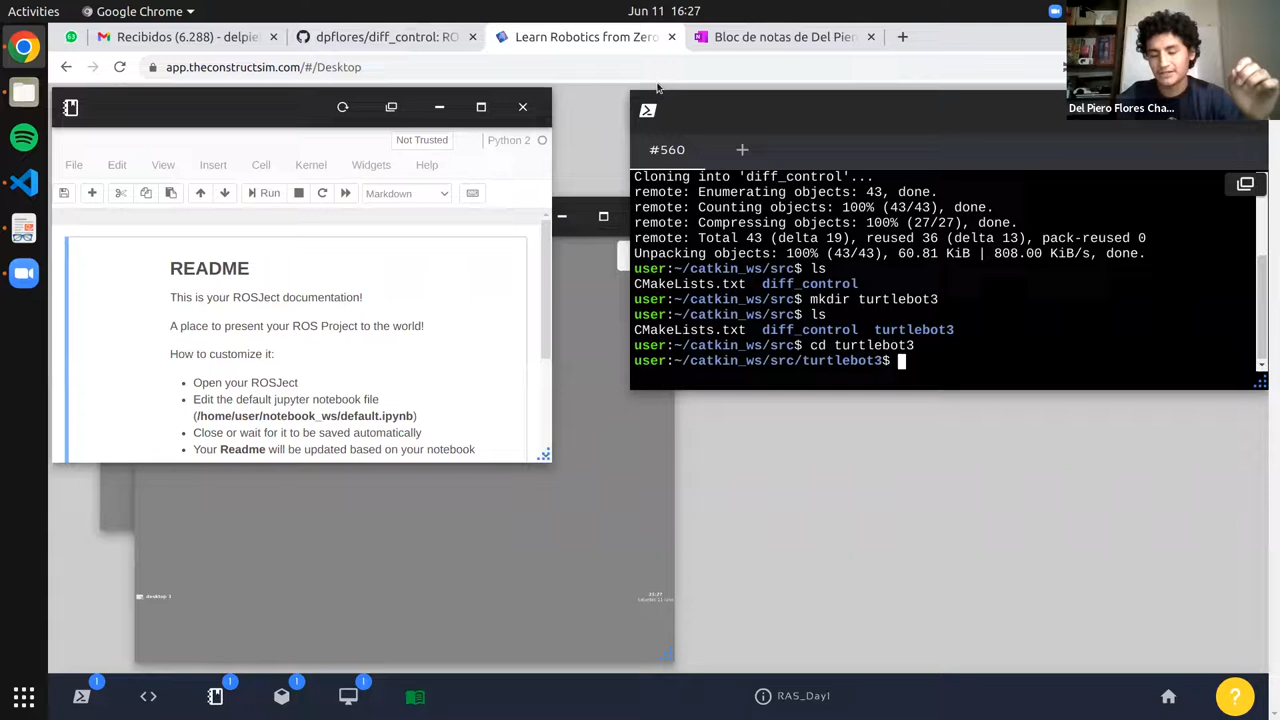 Activities
Google Chrome
Jun 11 16:27
63
Recibidos (6.288) - delpie
dpflores/diff_control: RO
Learn Robotics from Zero
Bloc de notas de Del Pier
app.theconstructsim.com/#/Desktop
Del Piero Flores Cha...
Not Trusted
Python 2
File Edit View Insert Cell Kernel Widgets Help
Run
Markdown
README
This is your ROSJect documentation!
A place to present your ROS Project to the world!
How to customize it:
Open your ROSJect
Edit the default jupyter notebook file
(/home/user/notebook_ws/default.ipynb)
Close or wait for it to be saved automatically
Your Readme will be updated based on your notebook
#560
Cloning into 'diff_control'...
remote: Enumerating objects: 43, done.
remote: Counting objects: 100% (43/43), done.
remote: Compressing objects: 100% (27/27), done.
remote: Total 43 (delta 19), reused 36 (delta 13), pack-reused 0
Unpacking objects: 100% (43/43), 60.81 KiB | 808.00 KiB/s, done.
user:~/catkin_ws/src$ ls
CMakeLists.txt diff_control
user:~/catkin_ws/src$ mkdir turtlebot3
user:~/catkin_ws/src$ ls
CMakeLists.txt diff_control turtlebot3
user:~/catkin_ws/src$ cd turtlebot3
user:~/catkin_ws/src/turtlebot3$
desktop 1
1
1
1
1
RAS_Day1
?